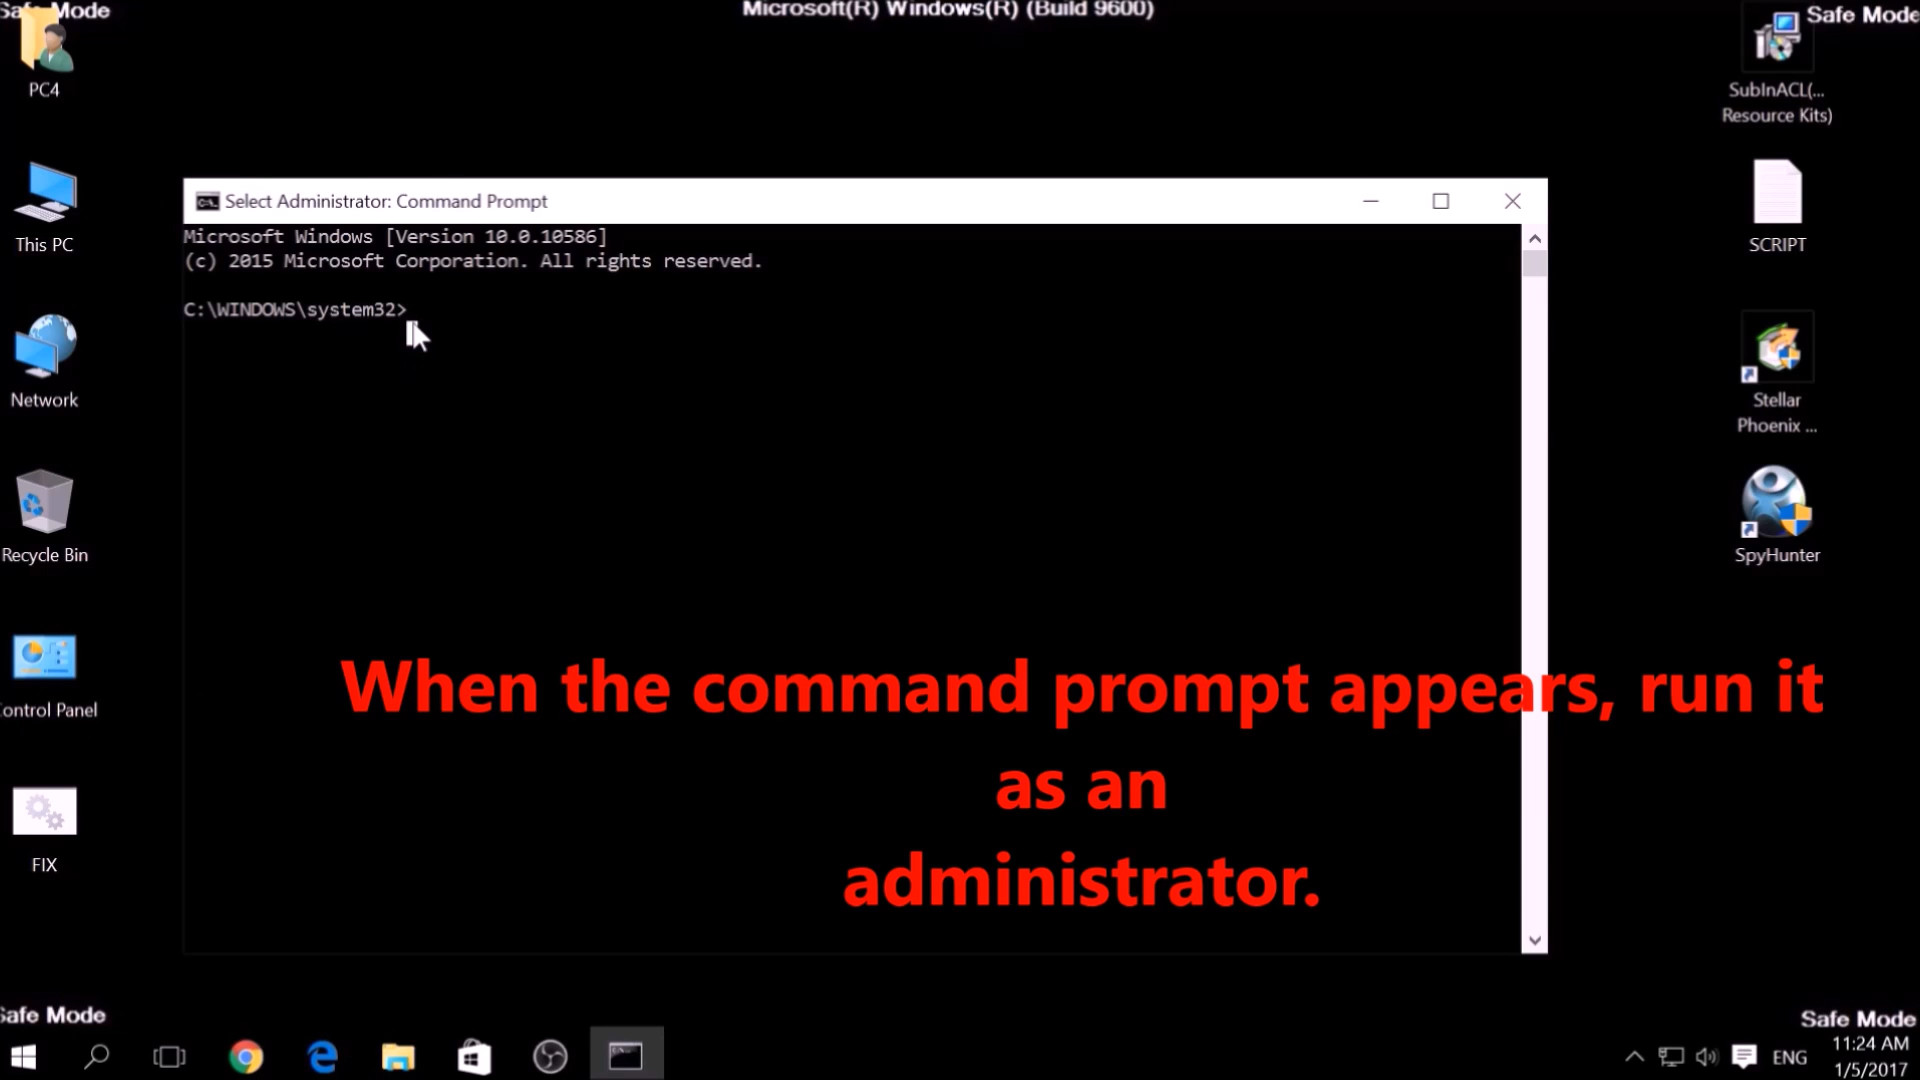 Safe Mode
Microsoft(R) Windows(R) (Build 9600)
Safe Mode
PC4
This PC
Network
Recycle Bin
Control Panel
FIX
SubInACL(...
Resource Kits)
SCRIPT
Stellar
Phoenix ...
SpyHunter
Select Administrator: Command Prompt
Microsoft Windows [Version 10.0.10586]
(c) 2015 Microsoft Corporation. All rights reserved.
C:\WINDOWS\system32>
When the command prompt appears, run it
as an
administrator.
Safe Mode
Safe Mode
ENG
11:24 AM
1/5/2017